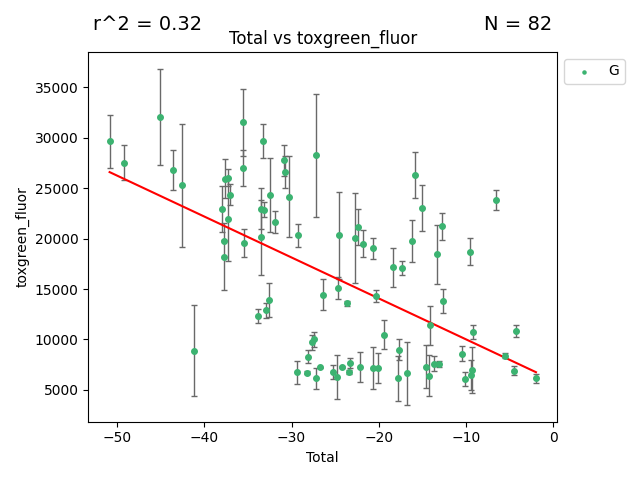 r^2 = 0.32
N = 82
Total vs toxgreen_fluor
G
35000
30000
25000
20000
15000
10000
5000
toxgreen_fluor
−50
−40
−30
−20
−10
0
Total